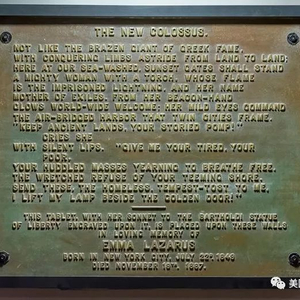 THE NEW COLOSSUS.
NOT LIKE THE BRAZEN GIANT OF GREEK FAME,
WITH CONQUERING LIMBS ASTRIDE FROM LAND TO LAND;
HERE AT OUR SEA-WASHED, SUNSET GATES SHALL STAND
A MIGHTY WOMAN WITH A TORCH, WHOSE FLAME
IS THE IMPRISONED LIGHTNING, AND HER NAME
MOTHER OF EXILES. FROM HER BEACON-HAND
GLOWS WORLD-WIDE WELCOME; HER MILD EYES COMMAND
THE AIR-BRIDGED HARBOR THAT TWIN CITIES FRAME.
"KEEP ANCIENT LANDS, YOUR STORIED POMP!"
CRIES SHE
WITH SILENT LIPS. "GIVE ME YOUR TIRED, YOUR
POOR,
YOUR HUDDLED MASSES YEARNING TO BREATHE FREE,
THE WRETCHED REFUSE OF YOUR TEEMING SHORE,
SEND THESE, THE HOMELESS, TEMPEST-TOST TO ME,
I LIFT MY LAMP BESIDE THE GOLDEN DOOR!"
THIS TABLET, WITH HER SONNET TO THE BARTHOLDI STATUE
OF LIBERTY ENGRAVED UPON IT, IS PLACED UPON THESE WALLS
IN LOVING MEMORY OF
EMMA LAZARUS
BORN IN NEW YORK CITY, JULY 22D, 1849
DIED NOVEMBER 19TH, 1887.